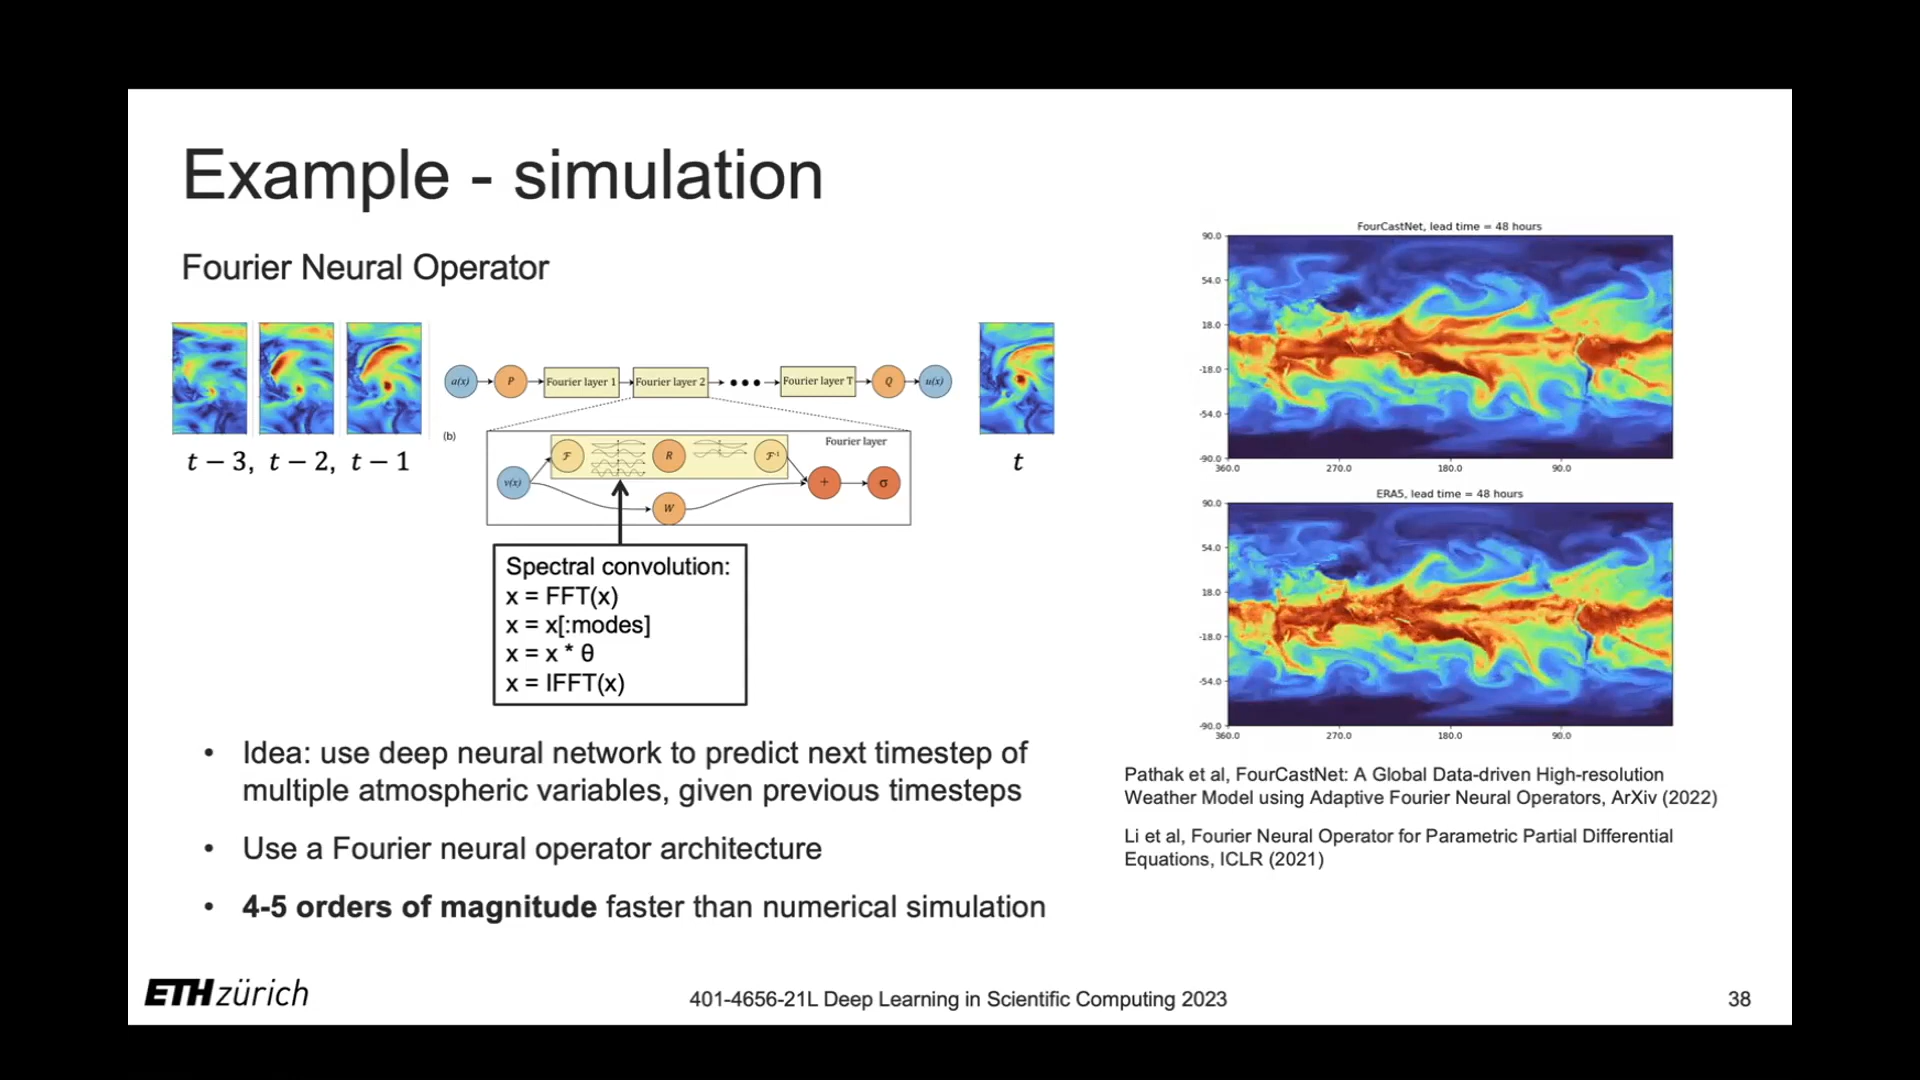 Example - simulation
Fourier Neural Operator
t − 3, t − 2, t − 1
a(x) P Fourier layer 1 Fourier layer 2 ••• Fourier layer T Q u(x)
(b)
Fourier layer
v(x) F R F⁻¹ + σ
W
t
Spectral convolution:
x = FFT(x)
x = x[:modes]
x = x * θ
x = IFFT(x)
• Idea: use deep neural network to predict next timestep of
multiple atmospheric variables, given previous timesteps
• Use a Fourier neural operator architecture
• 4-5 orders of magnitude faster than numerical simulation
FourCastNet, lead time = 48 hours
90.0
54.0
18.0
-18.0
-54.0
-90.0
360.0 270.0 180.0 90.0
ERA5, lead time = 48 hours
90.0
54.0
18.0
-18.0
-54.0
-90.0
360.0 270.0 180.0 90.0
Pathak et al, FourCastNet: A Global Data-driven High-resolution
Weather Model using Adaptive Fourier Neural Operators, ArXiv (2022)
Li et al, Fourier Neural Operator for Parametric Partial Differential
Equations, ICLR (2021)
ETH zürich
401-4656-21L Deep Learning in Scientific Computing 2023
38